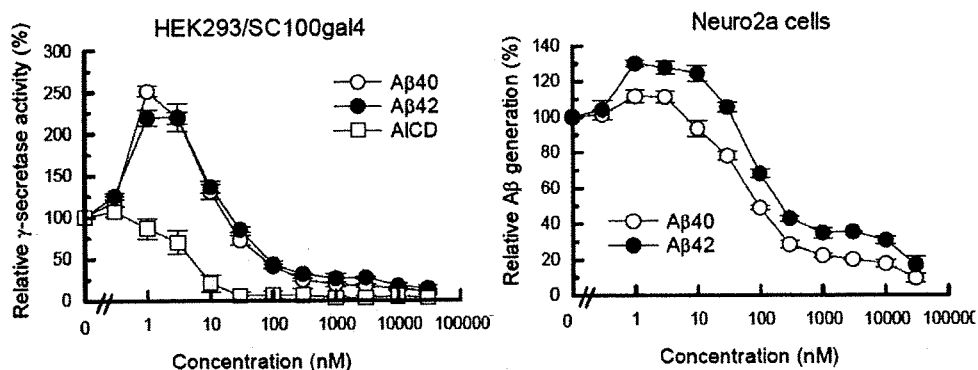 HEK293/SC100gal4
Relative γ-secretase activity (%)
300
250
200
150
100
50
0
Aβ40
Aβ42
AICD
0
1
10
100
1000
10000
100000
Concentration (nM)
Neuro2a cells
Relative Aβ generation (%)
140
120
100
80
60
40
20
0
Aβ40
Aβ42
0
1
10
100
1000
10000
Concentration (nM)